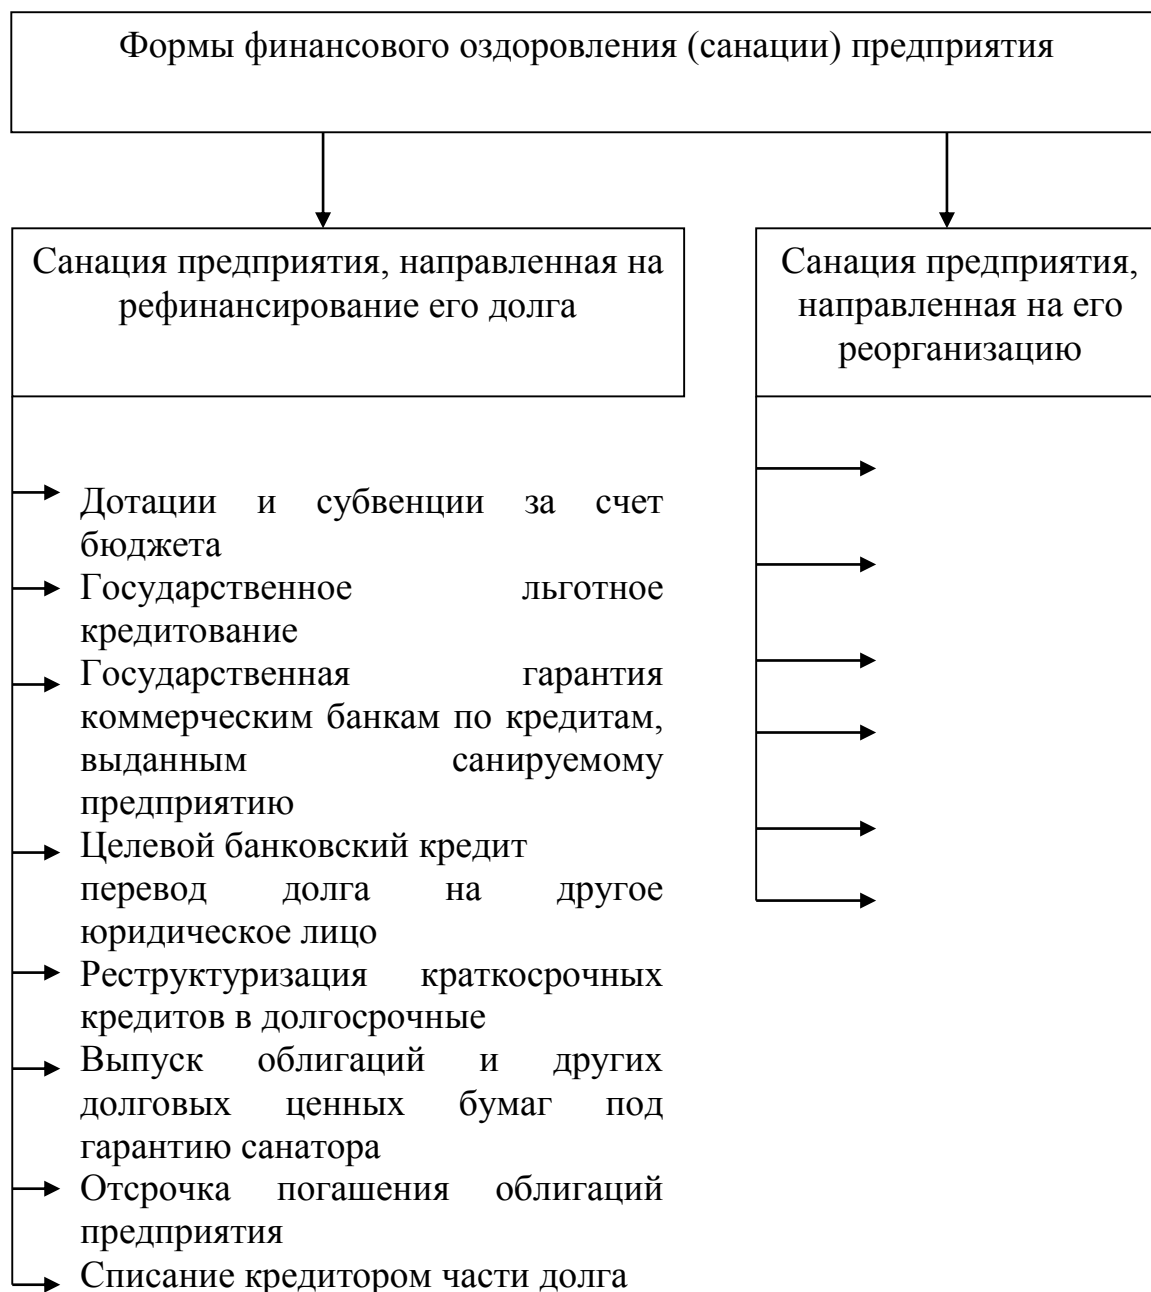 Формы финансового оздоровления (санации) предприятия
Санация предприятия, направленная на
рефинансирование его долга
Санация предприятия,
направленная на его
реорганизацию
Дотации и субвенции за счет
бюджета
Государственное льготное
кредитование
Государственная гарантия
коммерческим банкам по кредитам,
выданным санируемому
предприятию
Целевой банковский кредит
перевод долга на другое
юридическое лицо
Реструктуризация краткосрочных
кредитов в долгосрочные
Выпуск облигаций и других
долговых ценных бумаг под
гарантию санатора
Отсрочка погашения облигаций
предприятия
Списание кредитором части долга